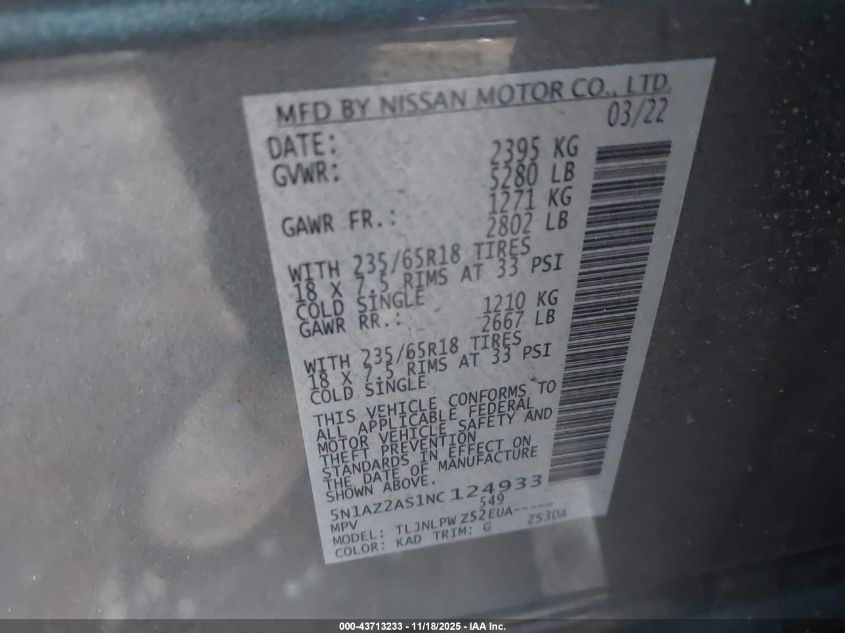 MFD BY NISSAN MOTOR CO., LTD.
DATE: 03/22
GVWR: 2395 KG
5280 LB
GAWR FR.: 1271 KG
2802 LB
WITH 235/65R18 TIRES
18 X 7.5 RIMS AT 33 PSI
COLD SINGLE
GAWR RR.: 1210 KG
2667 LB
WITH 235/65R18 TIRES
18 X 7.5 RIMS AT 33 PSI
COLD SINGLE
THIS VEHICLE CONFORMS TO
ALL APPLICABLE FEDERAL
MOTOR VEHICLE SAFETY AND
THEFT PREVENTION
STANDARDS IN EFFECT ON
THE DATE OF MANUFACTURE
SHOWN ABOVE.
5N1AZ2AS1NC124933
MPV 549
MODEL: TLJNLPWZ52EUA-----
COLOR: KAD TRIM: G Z530A
000-43713233 - 11/18/2025 - IAA Inc.